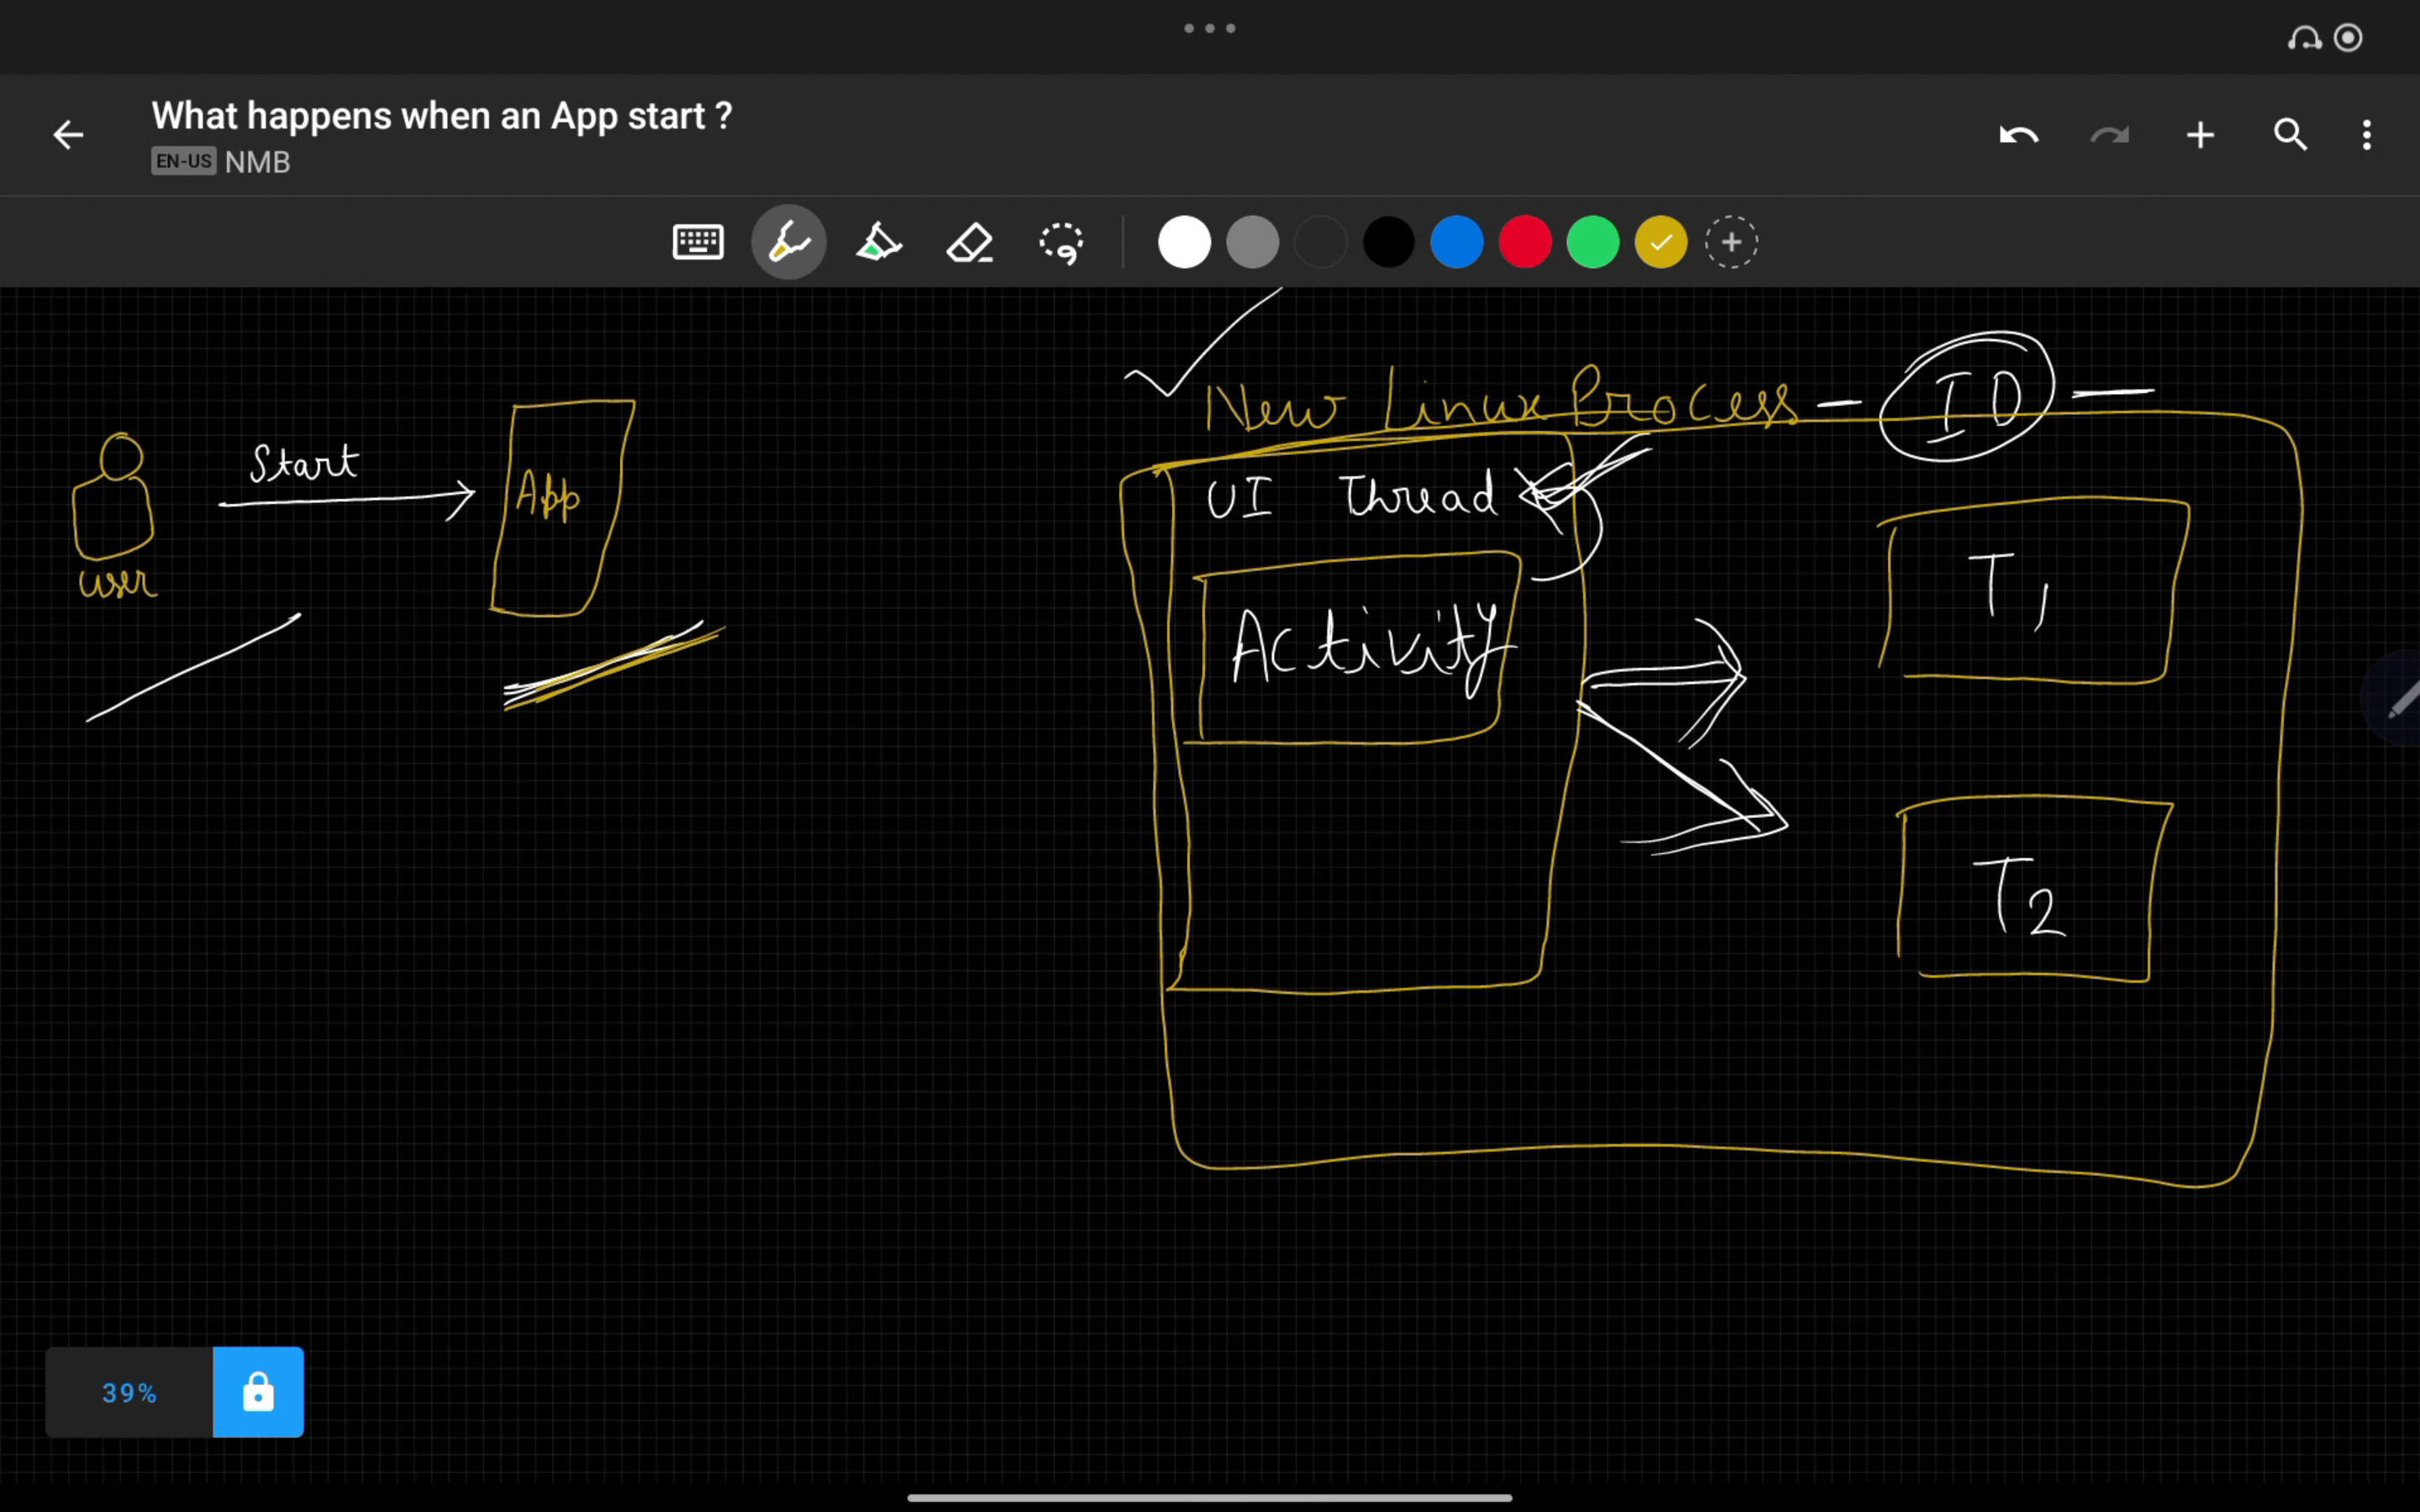 What happens when an App start ?
EN-US NMB
New Linux Process - ID -
Start
App
user
UI Thread
Activity
T1
T2
39%